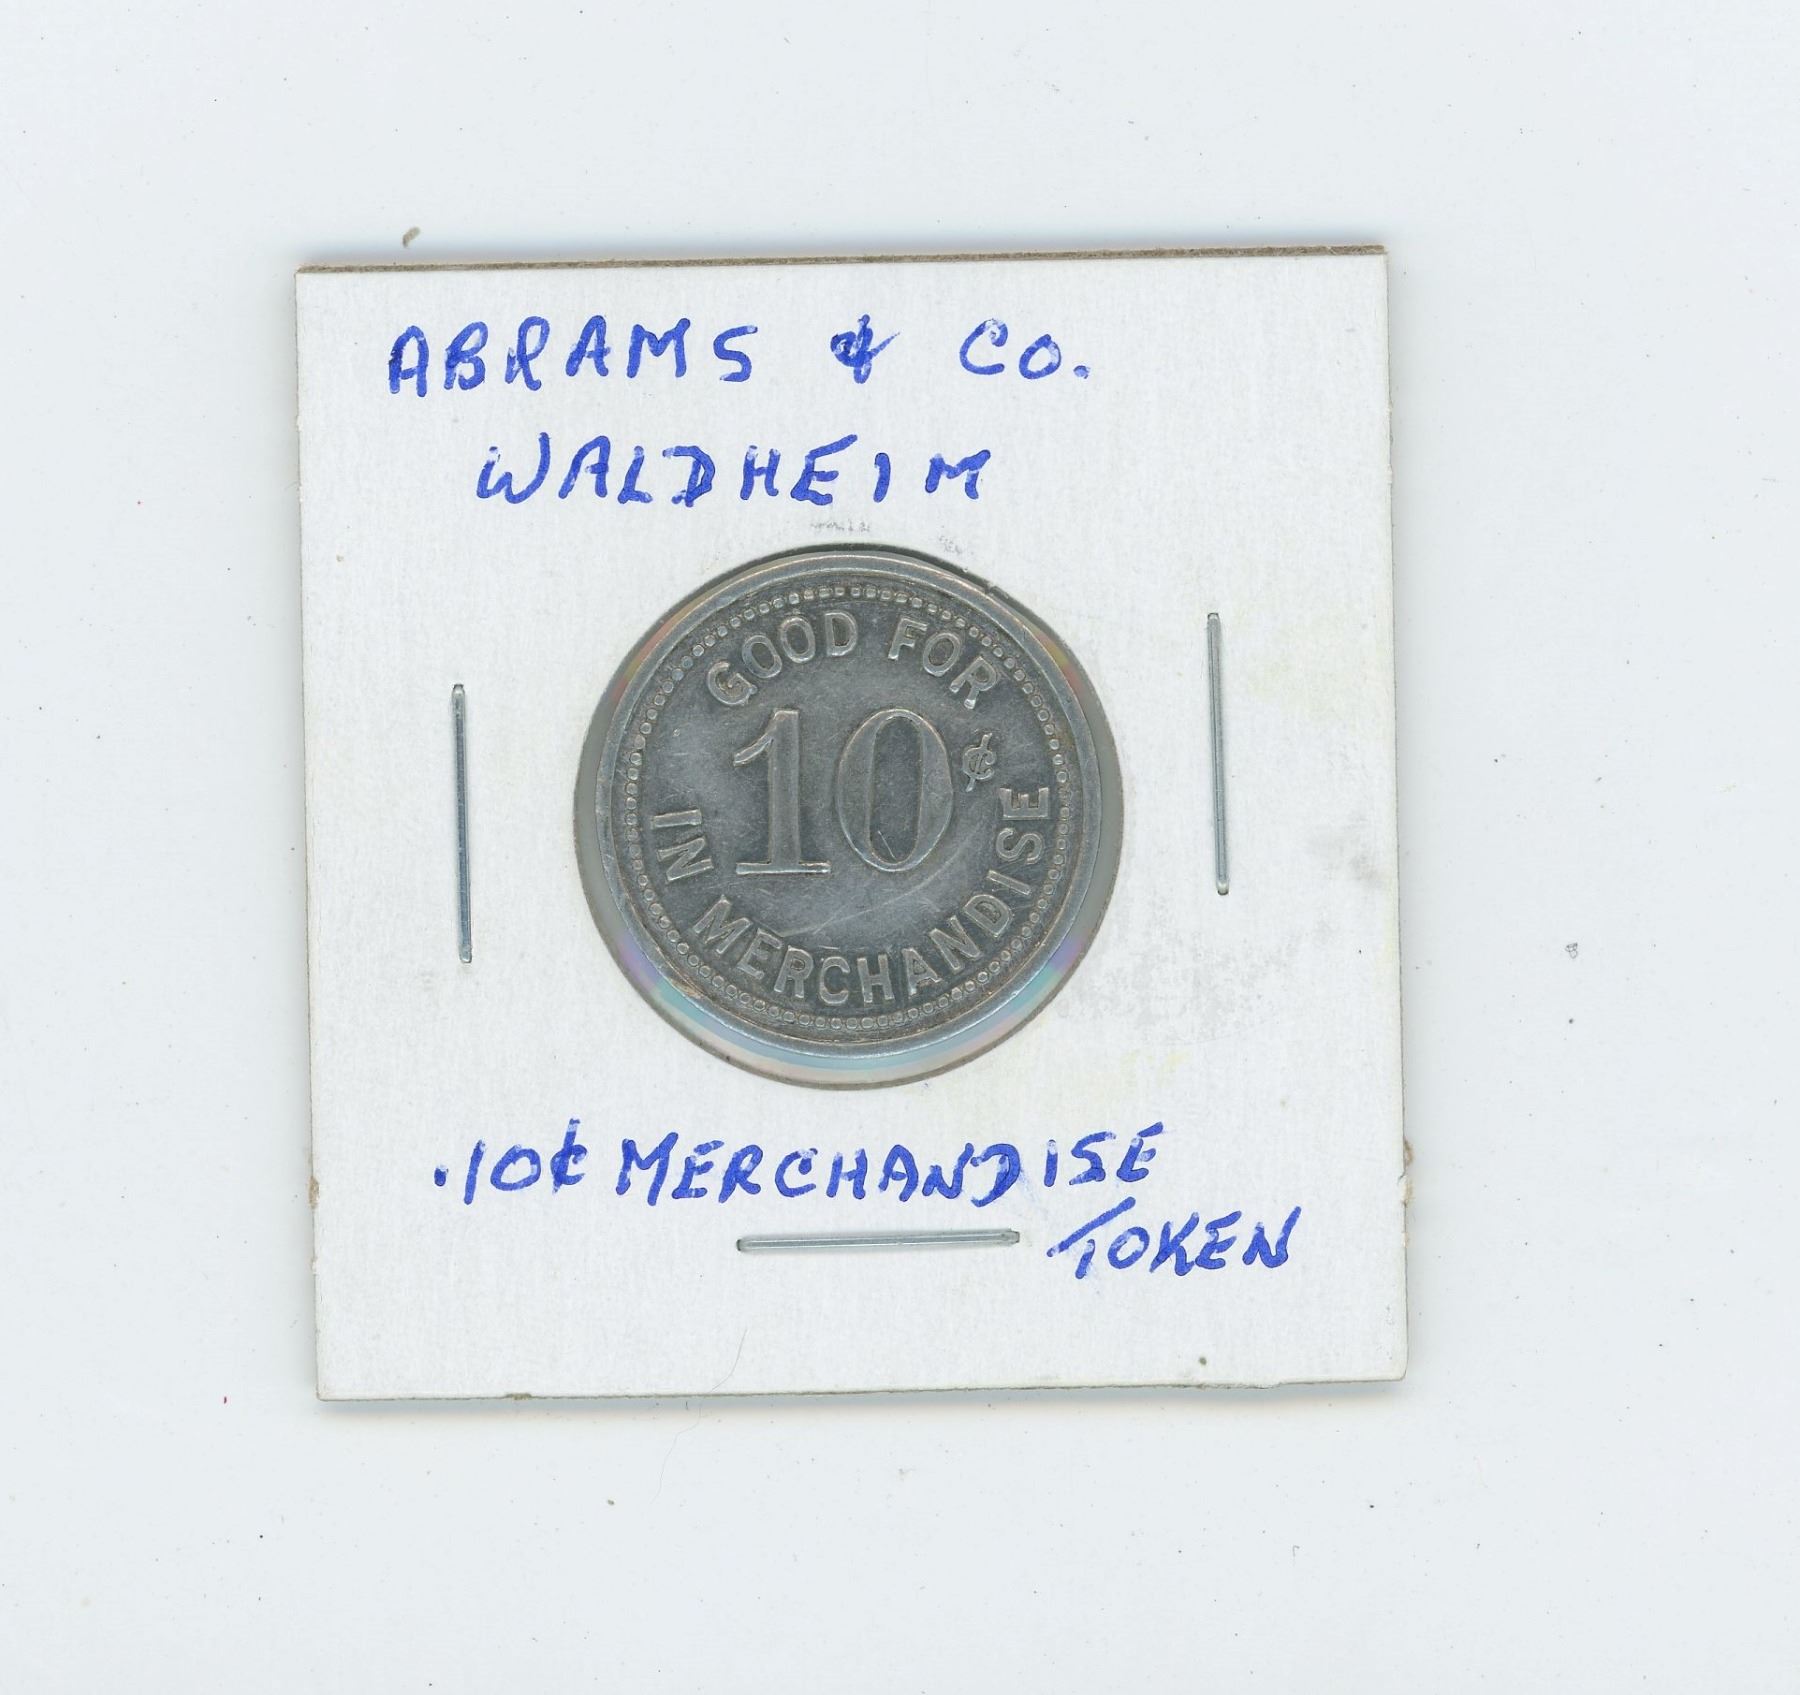 ABRAMS & CO.
WALDHEIM
GOOD FOR
10¢
IN MERCHANDISE
.10¢ MERCHANDISE
TOKEN